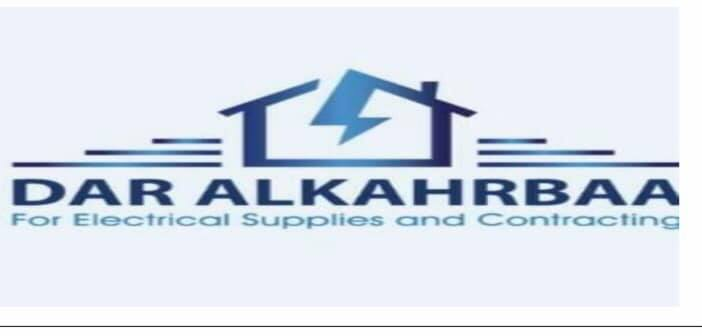 DAR ALKAHRBAA
For Electrical Supplies and Contracting